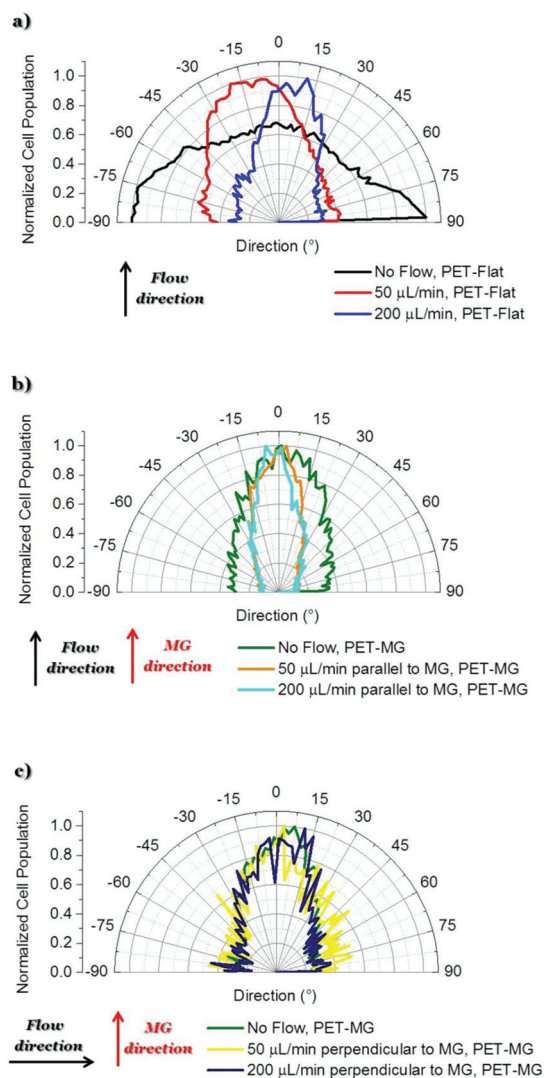 a)
0
-15
15
-30
30
-45
45
-60
60
-75
75
-90
90
1.0
0.8
0.6
0.4
0.2
0.0
Normalized Cell Population
Direction (°)
Flow
direction
No Flow, PET-Flat
50 µL/min, PET-Flat
200 µL/min, PET-Flat
b)
0
-15
15
-30
30
-45
45
-60
60
-75
75
-90
90
1.0
0.8
0.6
0.4
0.2
0.0
Normalized Cell Population
Direction (°)
Flow
direction
MG
direction
No Flow, PET-MG
50 µL/min parallel to MG, PET-MG
200 µL/min parallel to MG, PET-MG
c)
0
-15
15
-30
30
-45
45
-60
60
-75
75
-90
90
1.0
0.8
0.6
0.4
0.2
0.0
Normalized Cell Population
Direction (°)
Flow
direction
MG
direction
No Flow, PET-MG
50 µL/min perpendicular to MG, PET-MG
200 µL/min perpendicular to MG, PET-MG